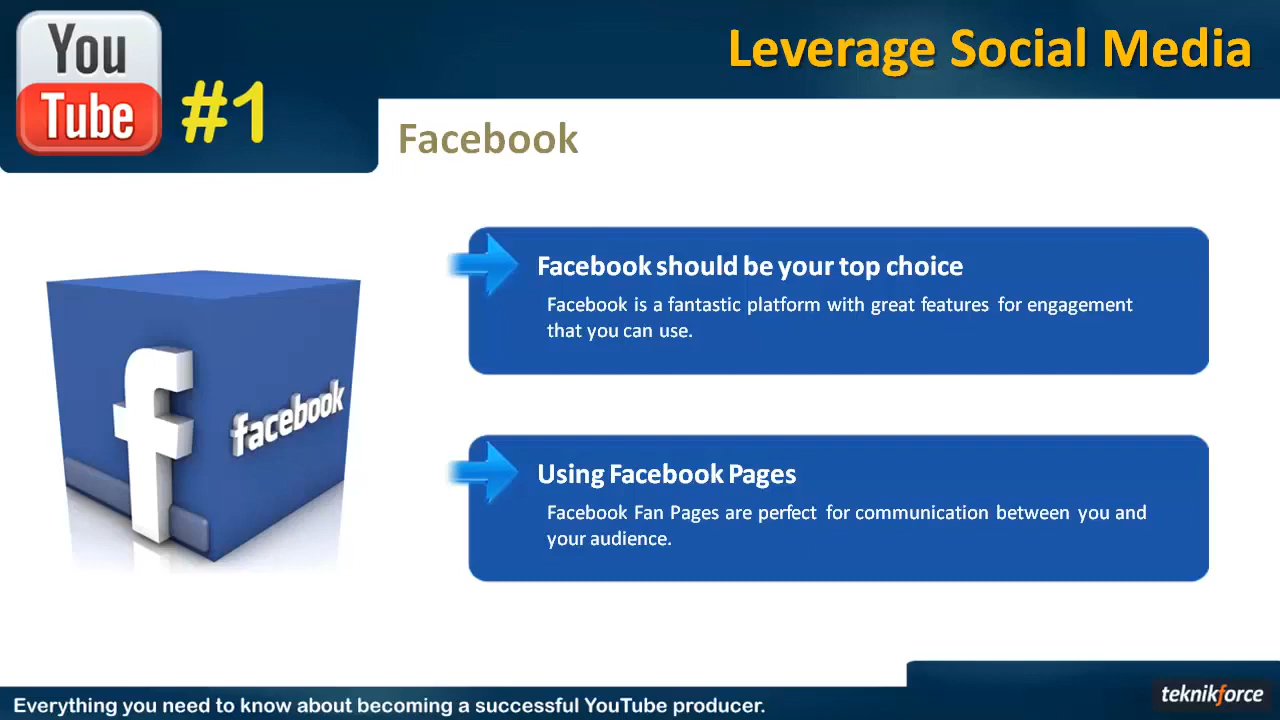 You
Tube
#1
Leverage Social Media
Facebook
f
facebook
Facebook should be your top choice
Facebook is a fantastic platform with great features for engagement
that you can use.
Using Facebook Pages
Facebook Fan Pages are perfect for communication between you and
your audience.
Everything you need to know about becoming a successful YouTube producer.
teknikforce